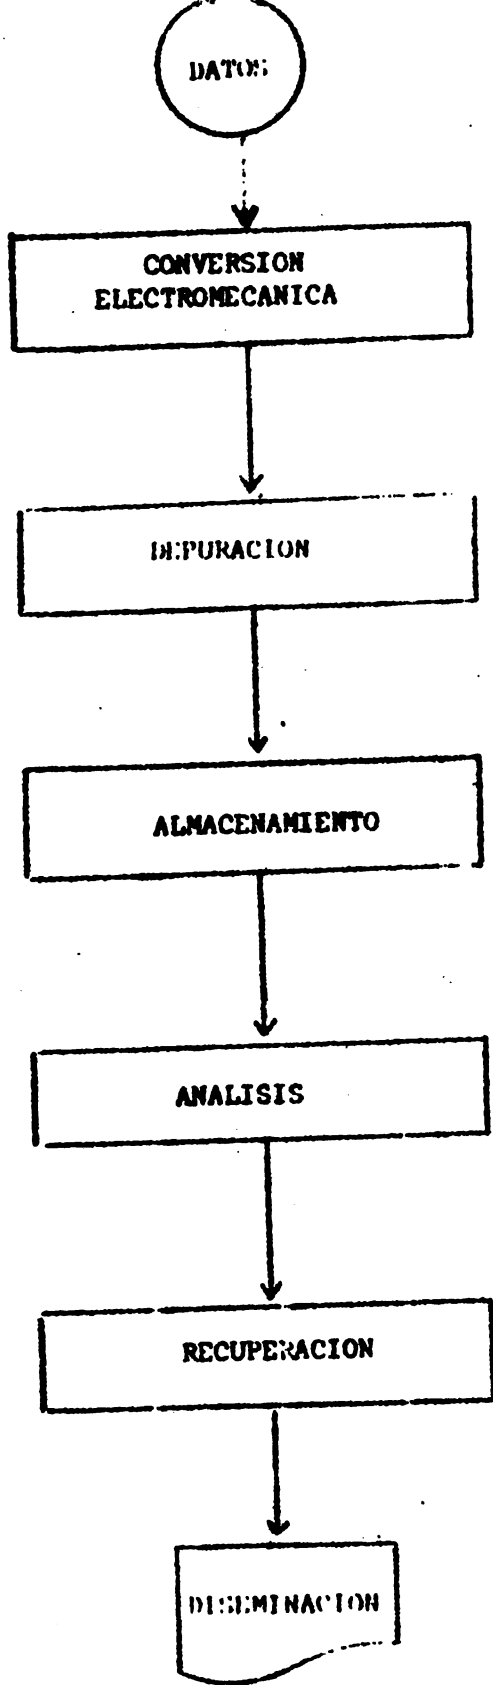 DATOS
CONVERSION
ELECTROMECANICA
DEPURACION
ALMACENAMIENTO
ANALISIS
RECUPERACION
DISEMINACION